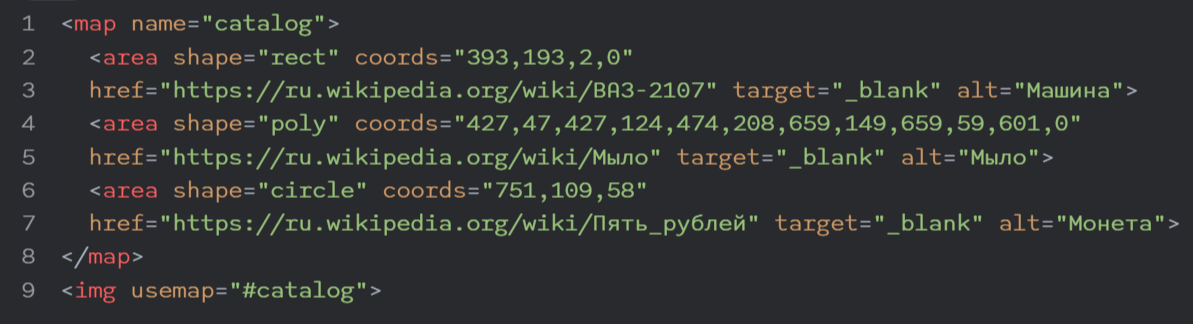 1 <map name="catalog">
2 <area shape="rect" coords="393,193,2,0"
3 href="https://ru.wikipedia.org/wiki/ВАЗ-2107" target="_blank" alt="Машина">
4 <area shape="poly" coords="427,47,427,124,474,208,659,149,659,59,601,0"
5 href="https://ru.wikipedia.org/wiki/Мыло" target="_blank" alt="Мыло">
6 <area shape="circle" coords="751,109,58"
7 href="https://ru.wikipedia.org/wiki/Пять_рублей" target="_blank" alt="Монета">
8 </map>
9 <img usemap="#catalog">